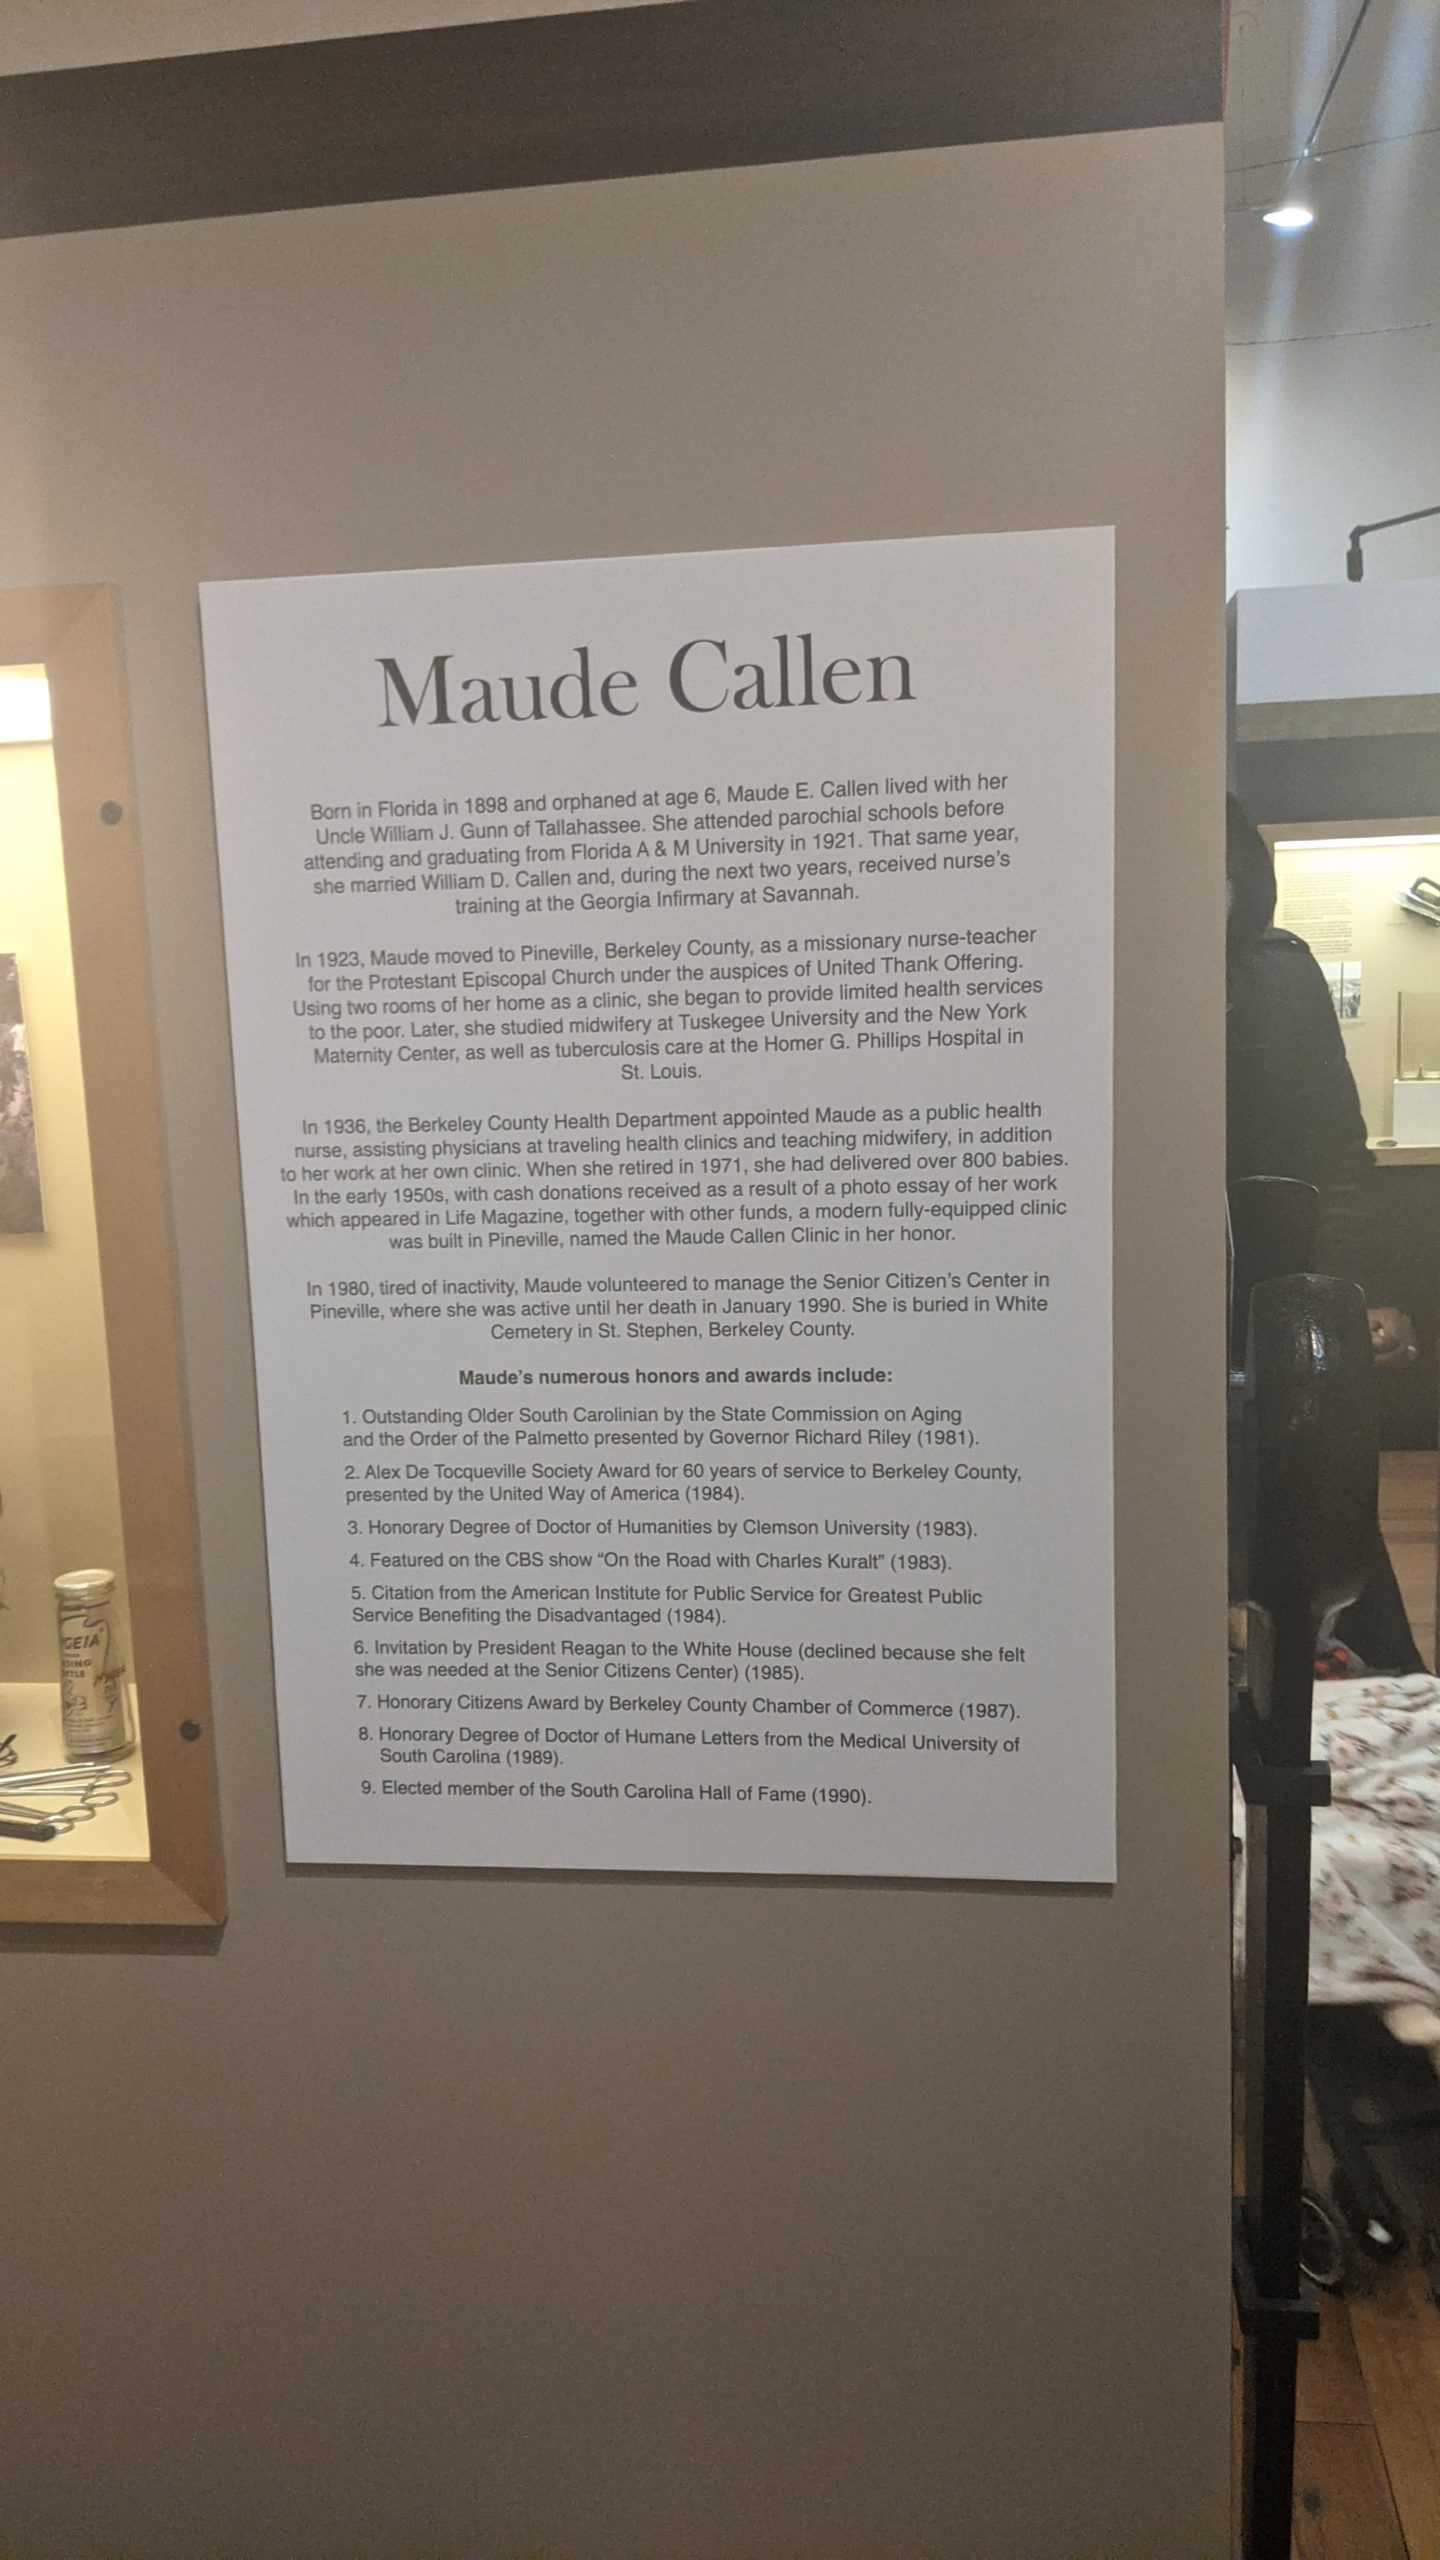 Maude Callen
Born in Florida in 1898 and orphaned at age 6, Maude E. Callen lived with her
Uncle William J. Gunn of Tallahassee. She attended parochial schools before
attending and graduating from Florida A & M University in 1921. That same year,
she married William D. Callen and, during the next two years, received nurse's
training at the Georgia Infirmary at Savannah.
In 1923, Maude moved to Pineville, Berkeley County, as a missionary nurse-teacher
for the Protestant Episcopal Church under the auspices of United Thank Offering.
Using two rooms of her home as a clinic, she began to provide limited health services
to the poor. Later, she studied midwifery at Tuskegee University and the New York
Maternity Center, as well as tuberculosis care at the Homer G. Phillips Hospital in
St. Louis.
In 1936, the Berkeley County Health Department appointed Maude as a public health
nurse, assisting physicians at traveling health clinics and teaching midwifery, in addition
to her work at her own clinic. When she retired in 1971, she had delivered over 800 babies.
In the early 1950s, with cash donations received as a result of a photo essay of her work
which appeared in Life Magazine, together with other funds, a modern fully-equipped clinic
was built in Pineville, named the Maude Callen Clinic in her honor.
In 1980, tired of inactivity, Maude volunteered to manage the Senior Citizen's Center in
Pineville, where she was active until her death in January 1990. She is buried in White
Cemetery in St. Stephen, Berkeley County.
Maude's numerous honors and awards include:
1. Outstanding Older South Carolinian by the State Commission on Aging
and the Order of the Palmetto presented by Governor Richard Riley (1981).
2. Alex De Tocqueville Society Award for 60 years of service to Berkeley County,
presented by the United Way of America (1984).
3. Honorary Degree of Doctor of Humanities by Clemson University (1983).
4. Featured on the CBS show "On the Road with Charles Kuralt" (1983).
5. Citation from the American Institute for Public Service for Greatest Public
Service Benefiting the Disadvantaged (1984).
6. Invitation by President Reagan to the White House (declined because she felt
she was needed at the Senior Citizens Center) (1985).
7. Honorary Citizens Award by Berkeley County Chamber of Commerce (1987).
8. Honorary Degree of Doctor of Humane Letters from the Medical University of
South Carolina (1989).
9. Elected member of the South Carolina Hall of Fame (1990).
GEIA